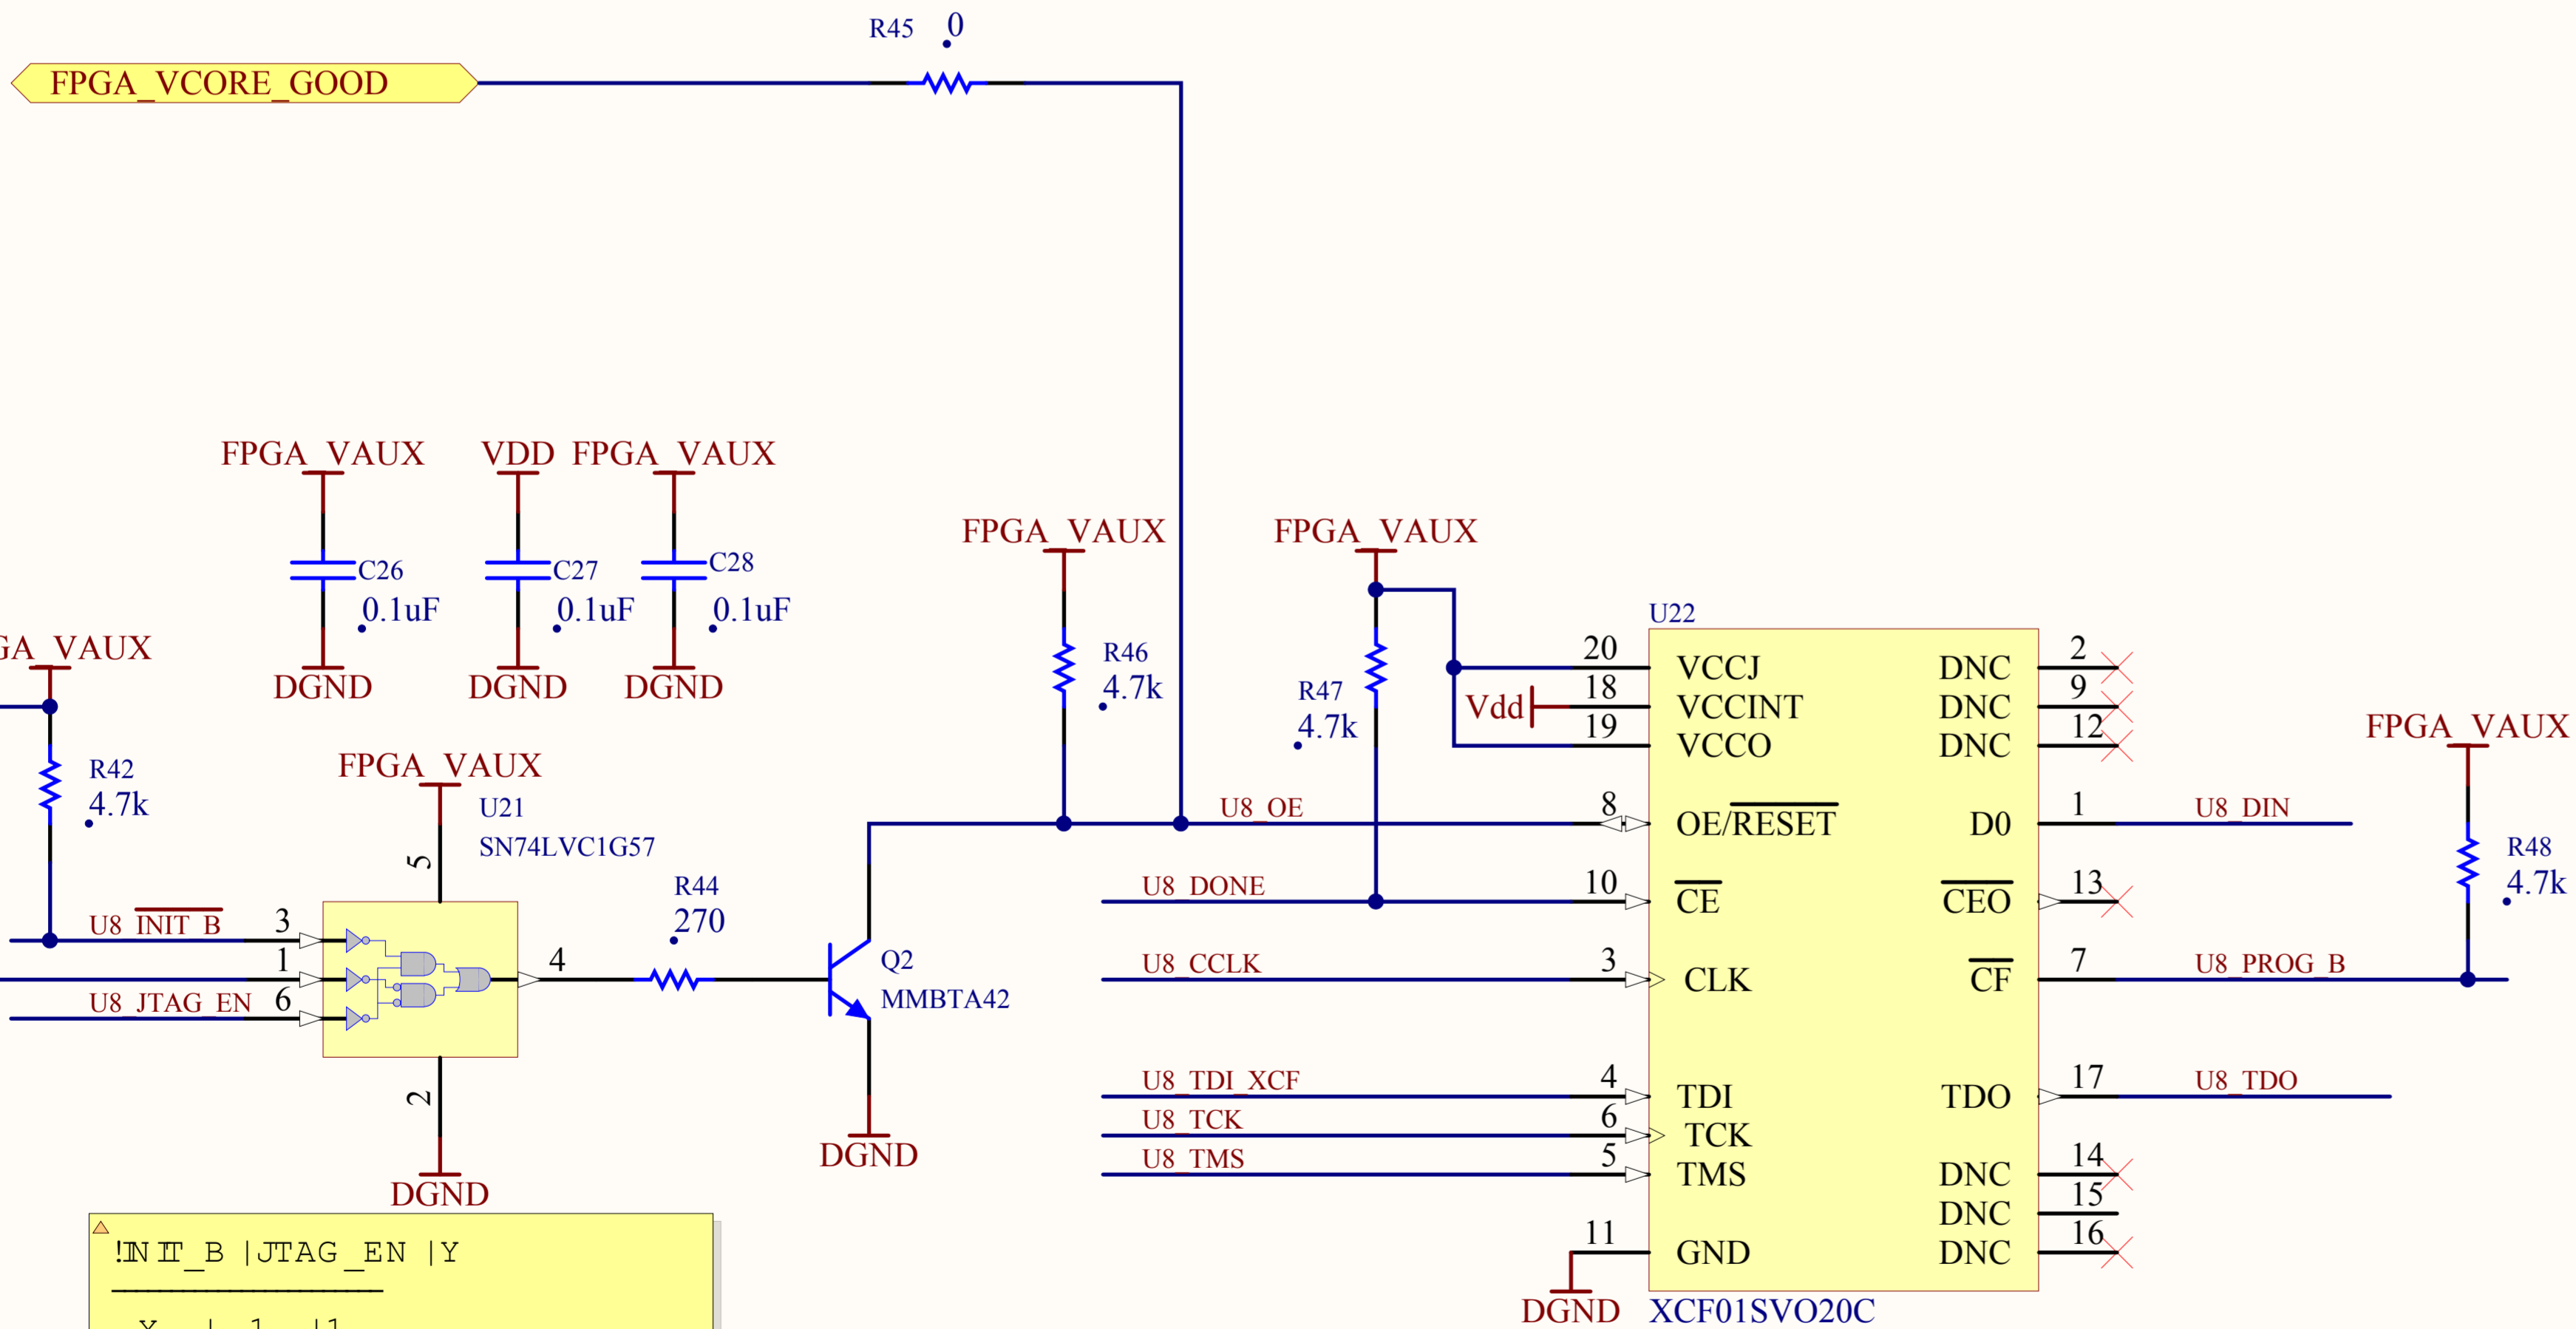 R45 0
FPGA_VCORE_GOOD
FPGA_VAUX
VDD
FPGA_VAUX
C26
0.1uF
C27
0.1uF
C28
0.1uF
DGND
DGND
DGND
GA_VAUX
R42
4.7k
FPGA_VAUX
U21
SN74LVC1G57
5
U8_INIT_B
3
1
U8_JTAG_EN
6
4
2
DGND
R44
270
Q2
MMBTA42
DGND
FPGA_VAUX
R46
4.7k
FPGA_VAUX
R47
4.7k
Vdd
U8_OE
U8_DONE
U8_CCLK
U8_TDI_XCF
U8_TCK
U8_TMS
U22
20 VCCJ
18 VCCINT
19 VCCO
8 OE/RESET
10 CE
3 CLK
4 TDI
6 TCK
5 TMS
11 GND
DNC 2
DNC 9
DNC 12
D0 1
CEO 13
CF 7
TDO 17
DNC 14
DNC 15
DNC 16
DGND
XCF01SVO20C
U8_DIN
U8_PROG_B
U8_TDO
FPGA_VAUX
R48
4.7k
!INIT_B |JTAG_EN |Y
X | 1 |1